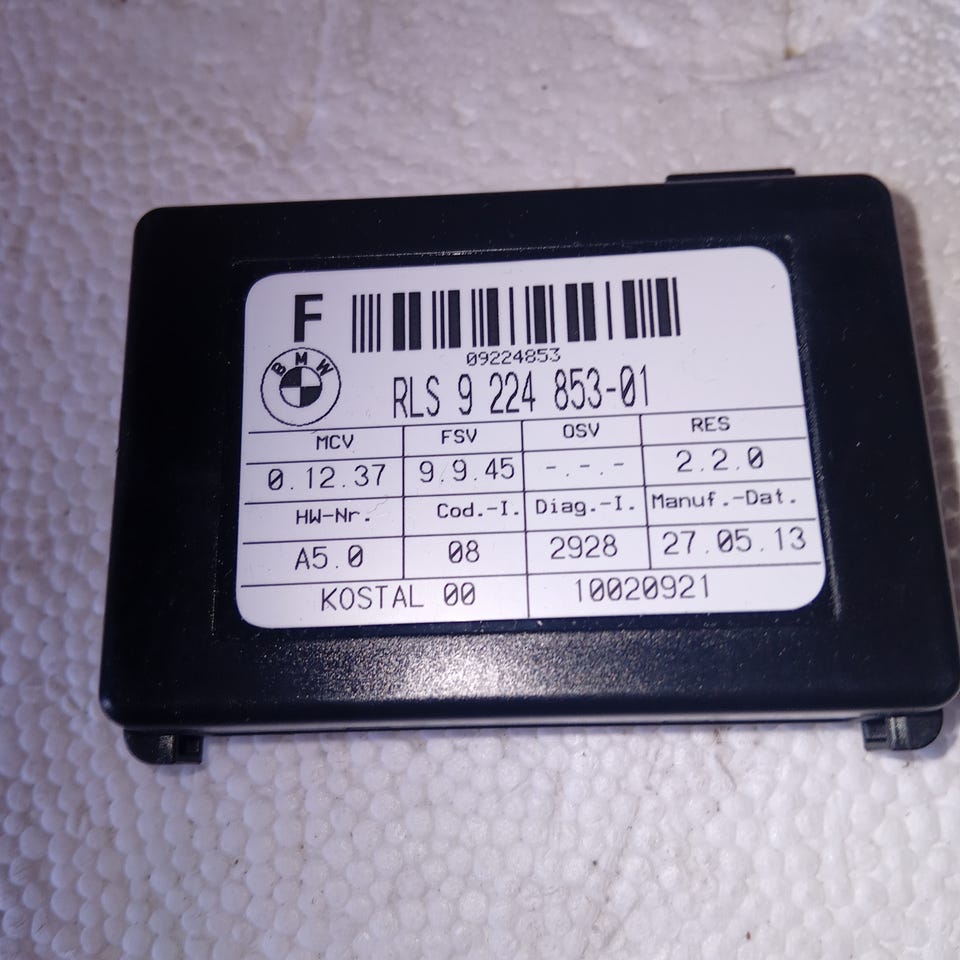 F
09224853
BMW
RLS 9 224 853-01
MCV FSV OSV RES
0.12.37 9.9.45 -.-.- 2.2.0
HW-Nr. Cod.-I. Diag.-I. Manuf.-Dat.
A5.0 08 2928 27.05.13
KOSTAL 00 10020921